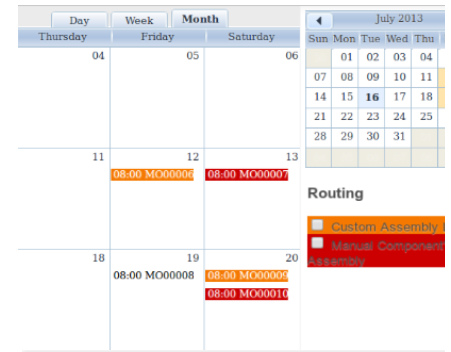 Day Week Month
Thursday Friday Saturday
04 05 06
11 12 13
08:00 MO00006 08:00 MO00007
18 19 20
08:00 MO00008 08:00 MO00009
08:00 MO00010
July 2013
Sun Mon Tue Wed Thu
01 02 03 04
07 08 09 10 11
14 15 16 17 18
21 22 23 24 25
28 29 30 31
Routing
Custom Assembly
Manual Component'
Assembly